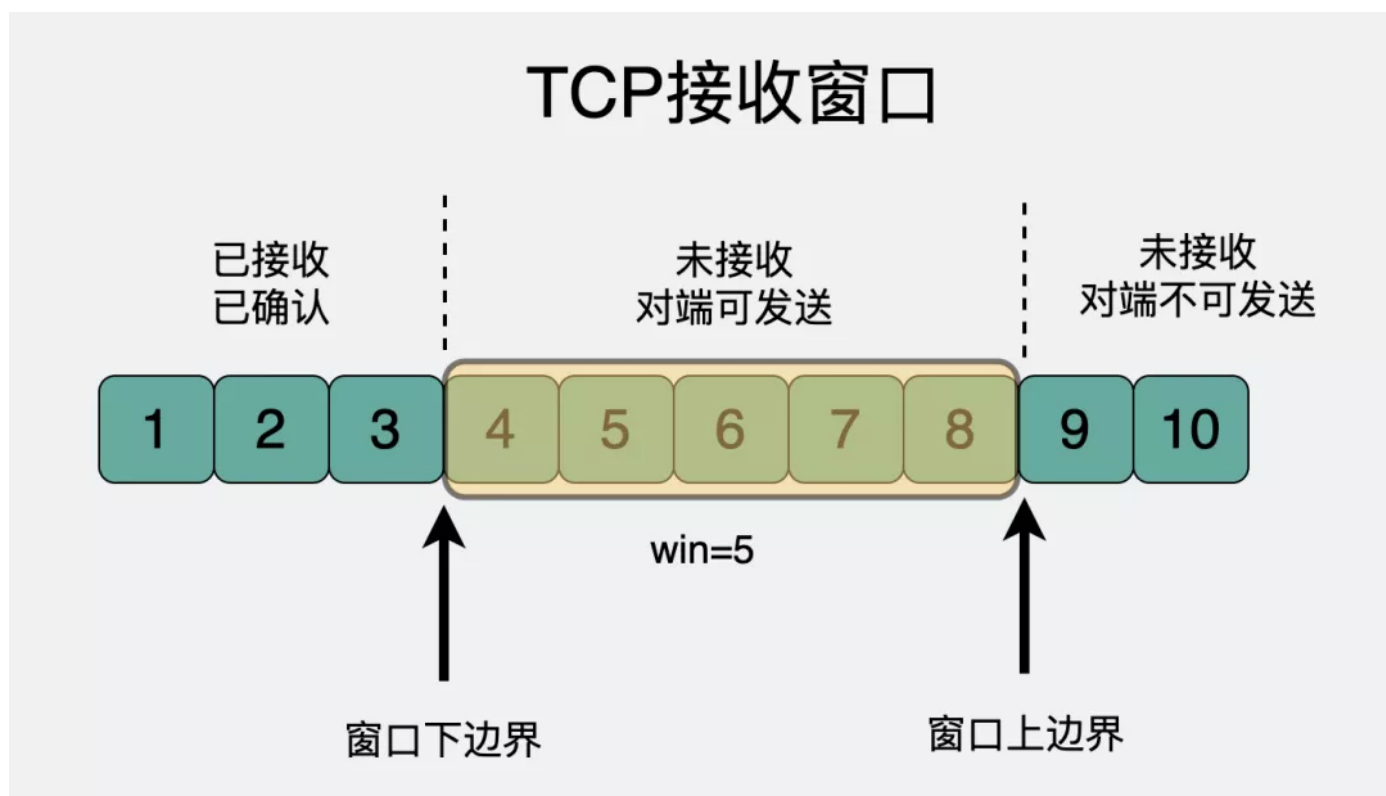 TCP接收窗口
已接收
已确认
未接收
对端可发送
未接收
对端不可发送
1 2 3 4 5 6 7 8 9 10
win=5
窗口下边界
窗口上边界